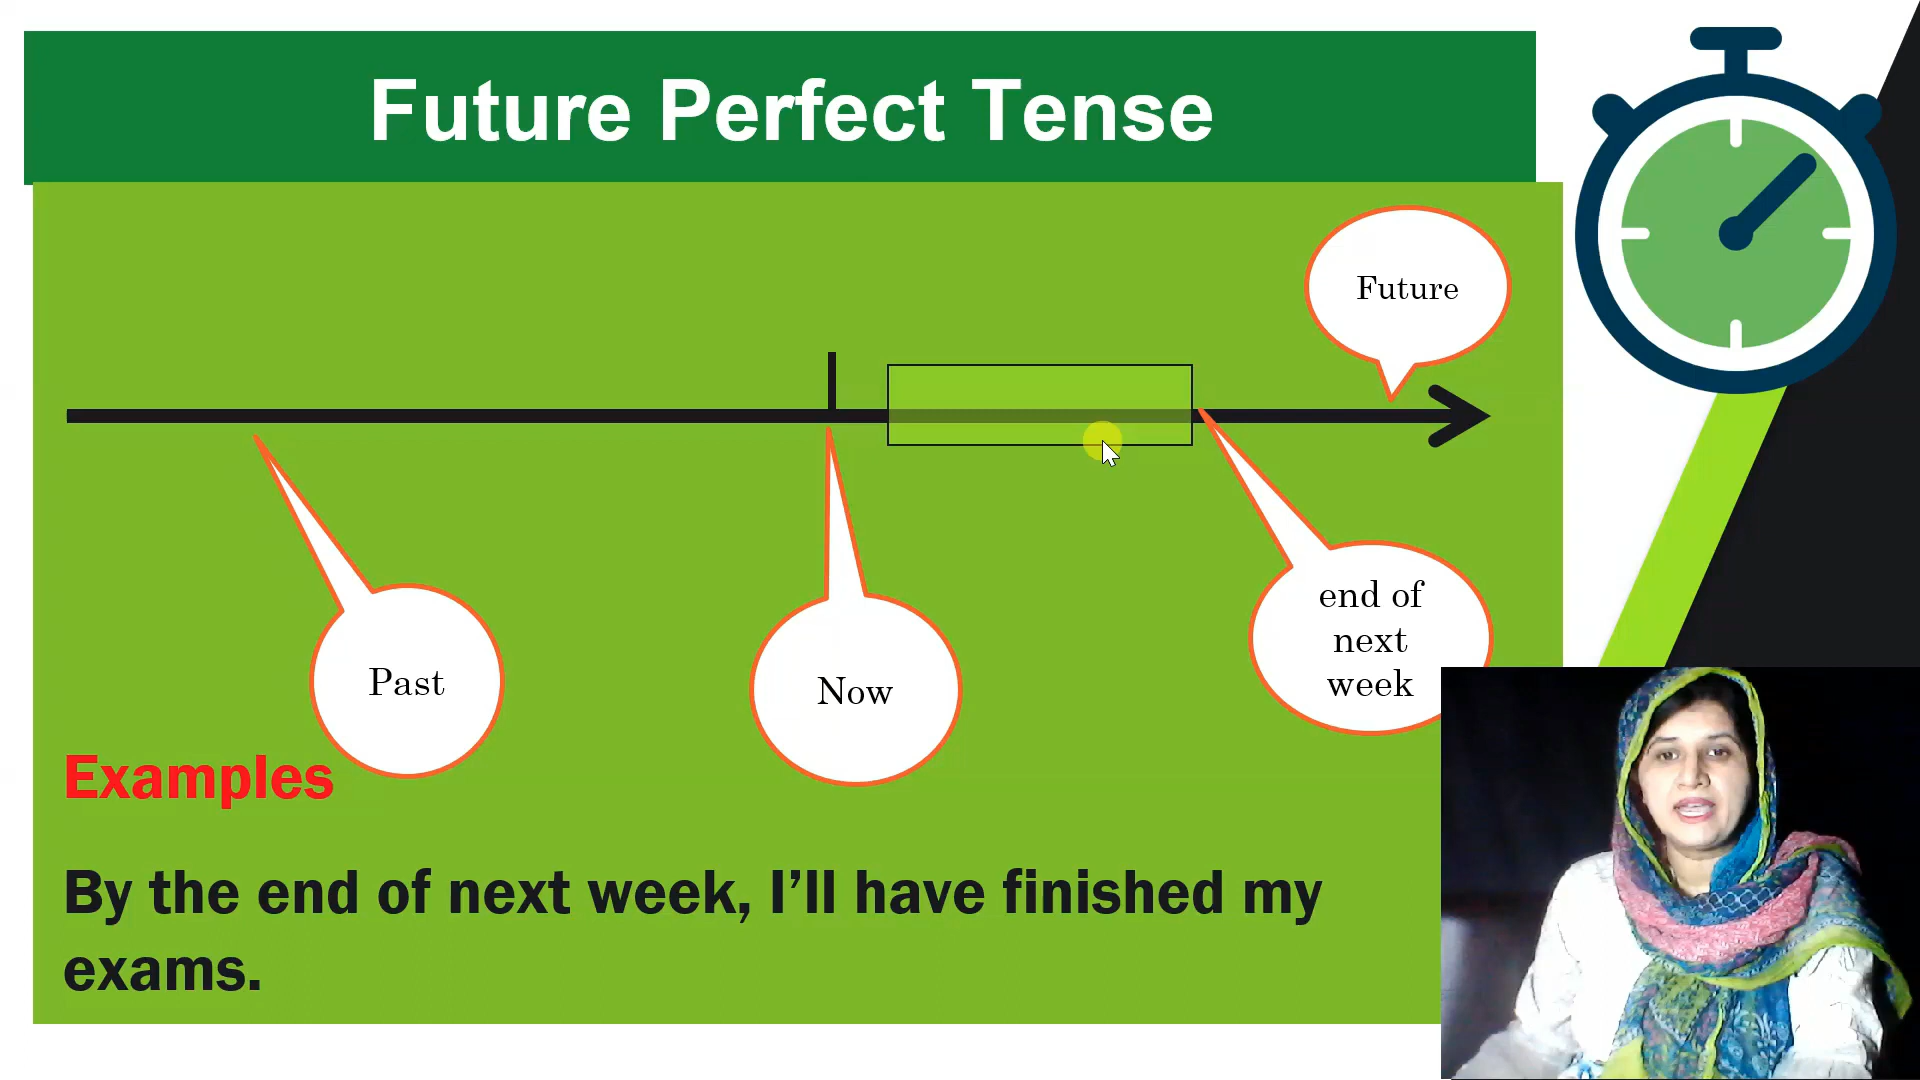 Future Perfect Tense
Future
Past
Now
end of
next
week
Examples
By the end of next week, I’ll have finished my
exams.